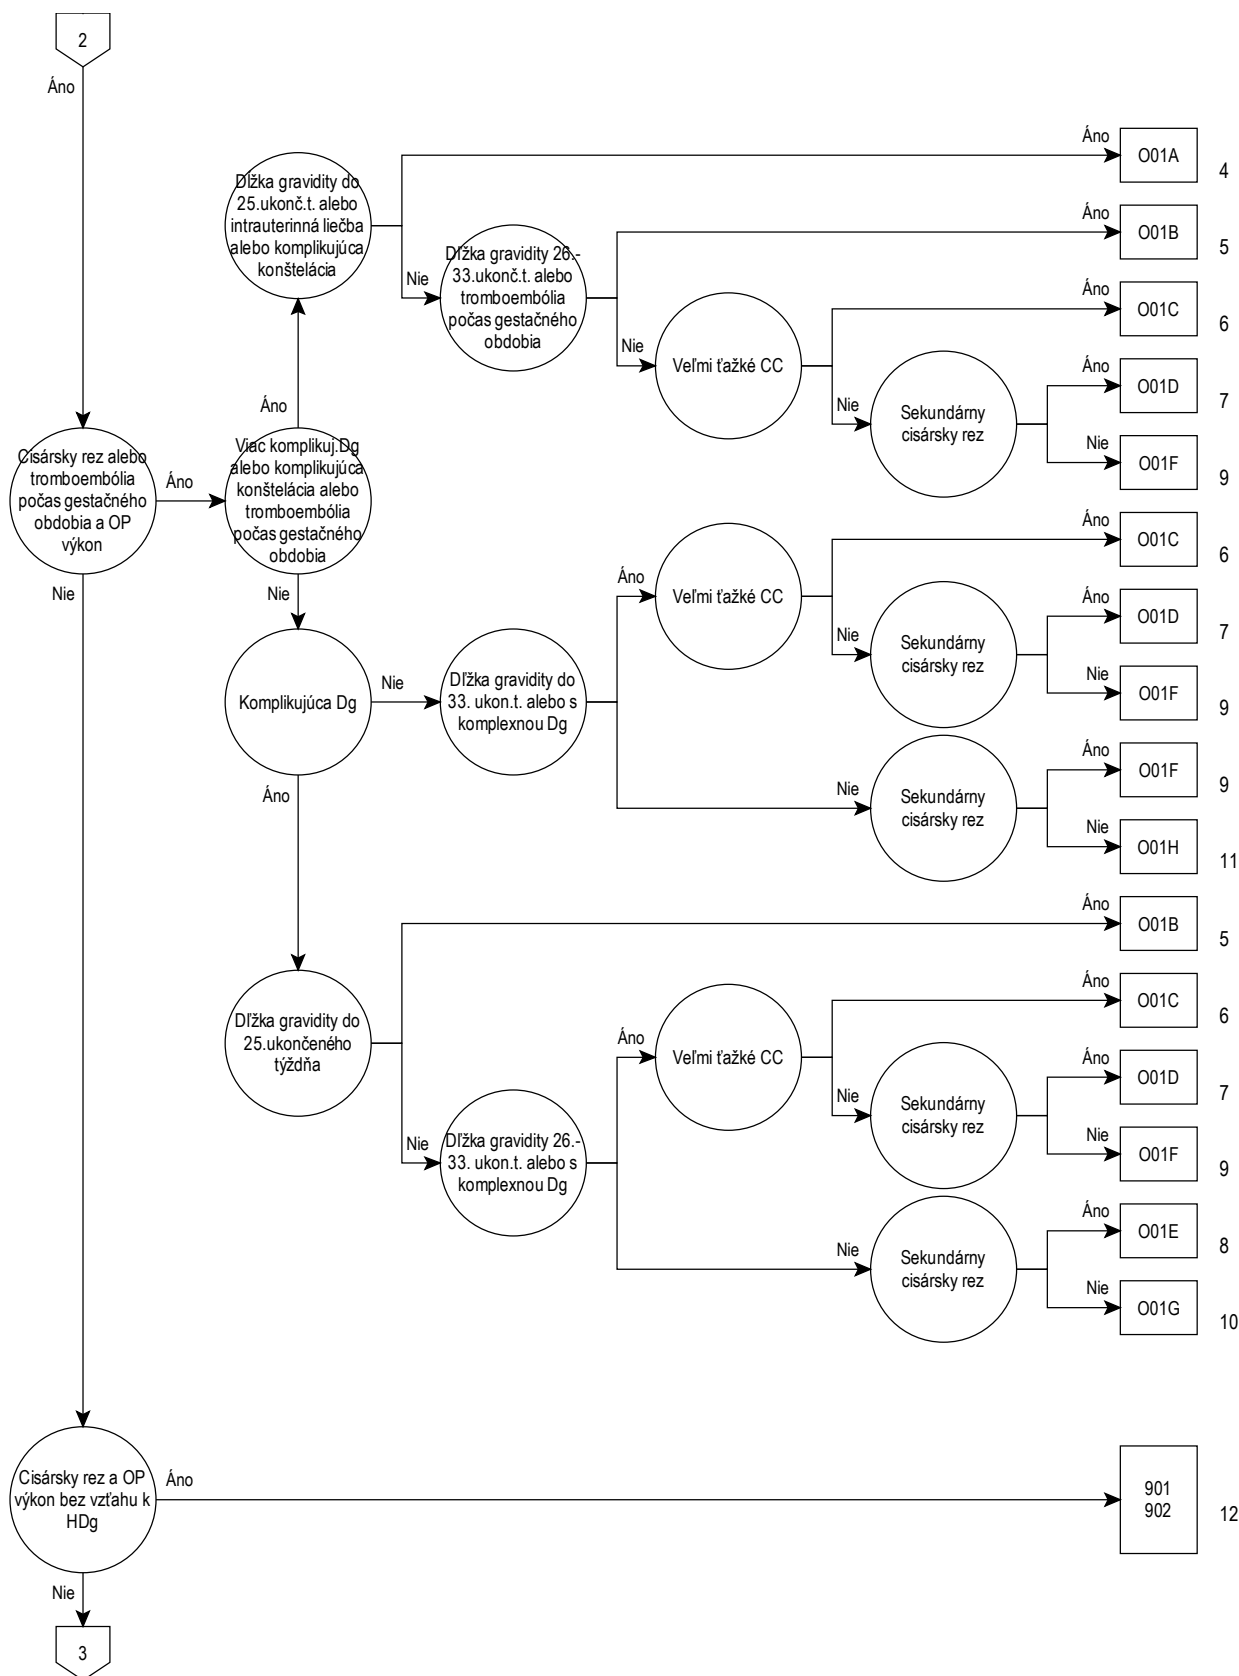 2
Áno
Áno
O01A
4
Dĺžka gravidity do
25.ukonč.t. alebo
intrauterinná liečba
alebo komplikujúca
konštelácia
Áno
O01B
5
Nie
Dĺžka gravidity 26.-
33.ukonč.t. alebo
tromboembólia
počas gestačného
obdobia
Áno
O01C
6
Nie
Veľmi ťažké CC
Áno
O01D
7
Nie
Sekundárny
cisársky rez
Nie
O01F
9
Áno
Cisársky rez alebo
tromboembólia
počas gestačného
obdobia a OP
výkon
Áno
Viac komplikuj.Dg
alebo komplikujúca
konštelácia alebo
tromboembólia
počas gestačného
obdobia
Nie
Nie
Áno
O01C
6
Áno
Veľmi ťažké CC
Áno
O01D
7
Nie
Sekundárny
cisársky rez
Nie
O01F
9
Komplikujúca Dg
Nie
Dĺžka gravidity do
33. ukon.t. alebo s
komplexnou Dg
Áno
O01F
9
Áno
Nie
Sekundárny
cisársky rez
Nie
O01H
11
Áno
O01B
5
Dĺžka gravidity do
25.ukončeného
týždňa
Áno
O01C
6
Áno
Veľmi ťažké CC
Áno
O01D
7
Nie
Sekundárny
cisársky rez
Nie
O01F
9
Nie
Dĺžka gravidity 26.-
33. ukon.t. alebo s
komplexnou Dg
Áno
O01E
8
Nie
Sekundárny
cisársky rez
Nie
O01G
10
Cisársky rez a OP
výkon bez vzťahu k
HDg
Áno
901
902
12
Nie
3